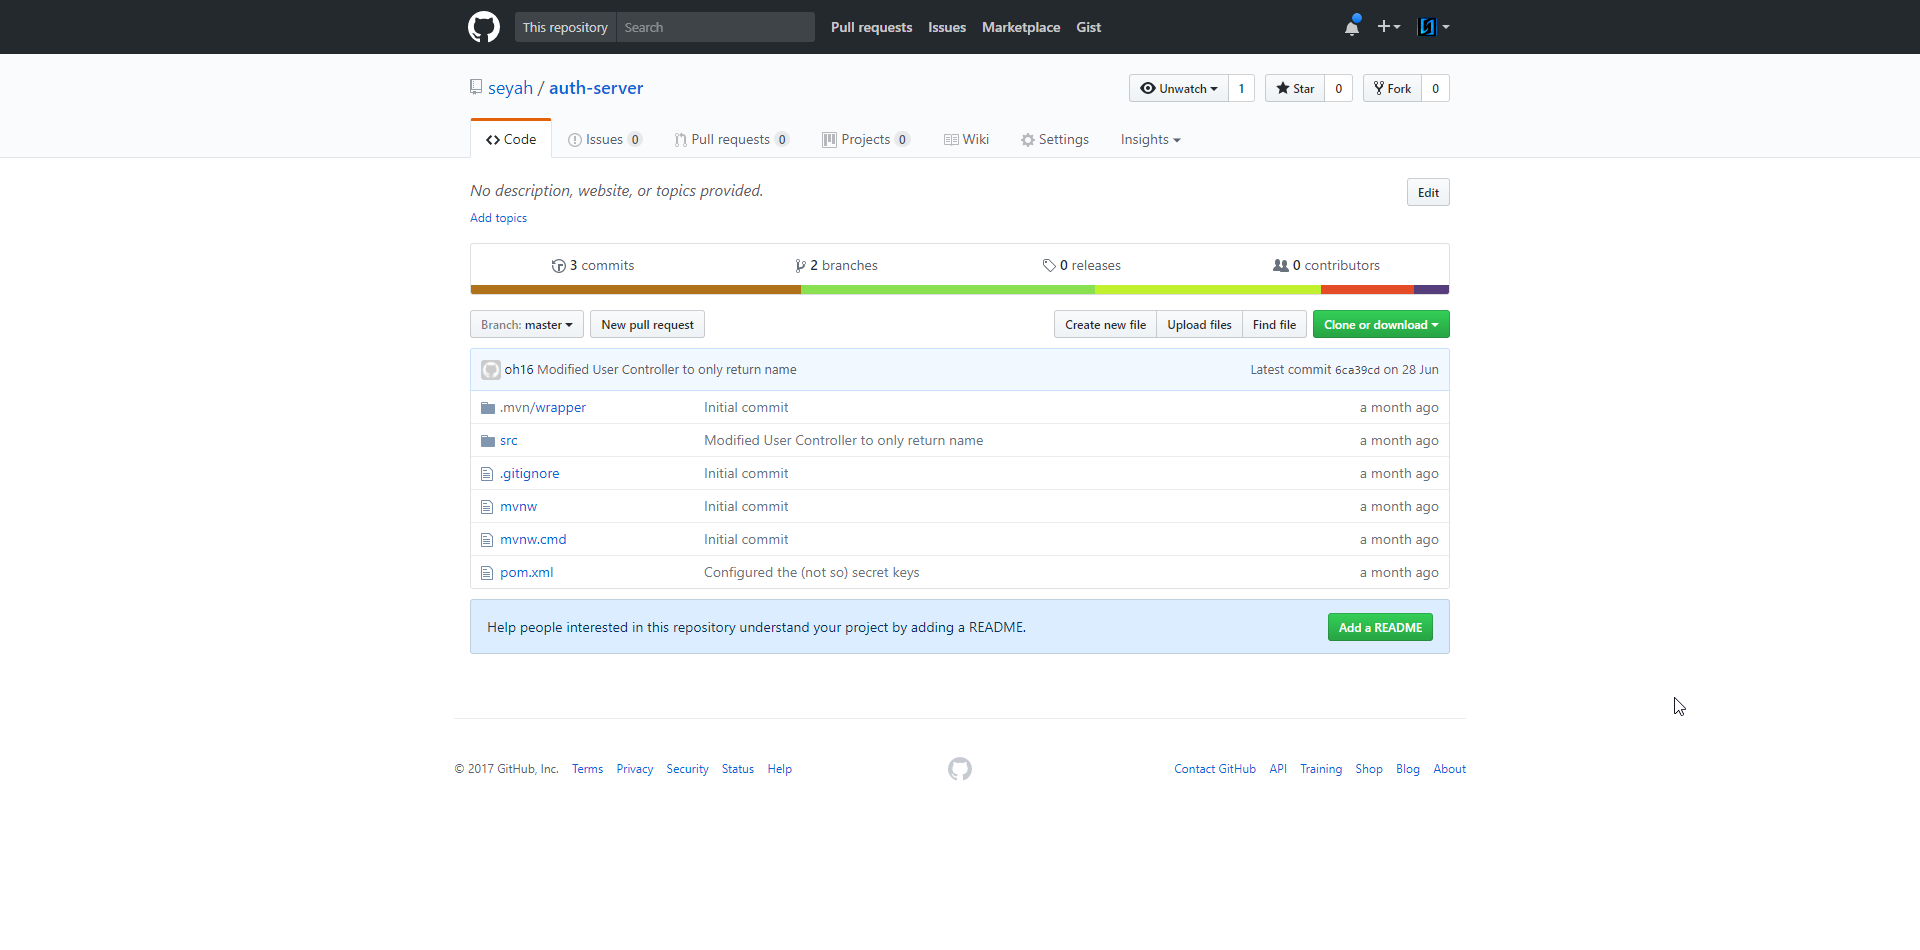 This repository Search Pull requests Issues Marketplace Gist
seyah / auth-server Unwatch 1 Star 0 Fork 0
Code Issues 0 Pull requests 0 Projects 0 Wiki Settings Insights
No description, website, or topics provided. Edit
Add topics
3 commits 2 branches 0 releases 0 contributors
Branch: master New pull request Create new file Upload files Find file Clone or download
oh16 Modified User Controller to only return name Latest commit 6ca39cd on 28 Jun
.mvn/wrapper Initial commit a month ago
src Modified User Controller to only return name a month ago
.gitignore Initial commit a month ago
mvnw Initial commit a month ago
mvnw.cmd Initial commit a month ago
pom.xml Configured the (not so) secret keys a month ago
Help people interested in this repository understand your project by adding a README. Add a README
© 2017 GitHub, Inc. Terms Privacy Security Status Help Contact GitHub API Training Shop Blog About